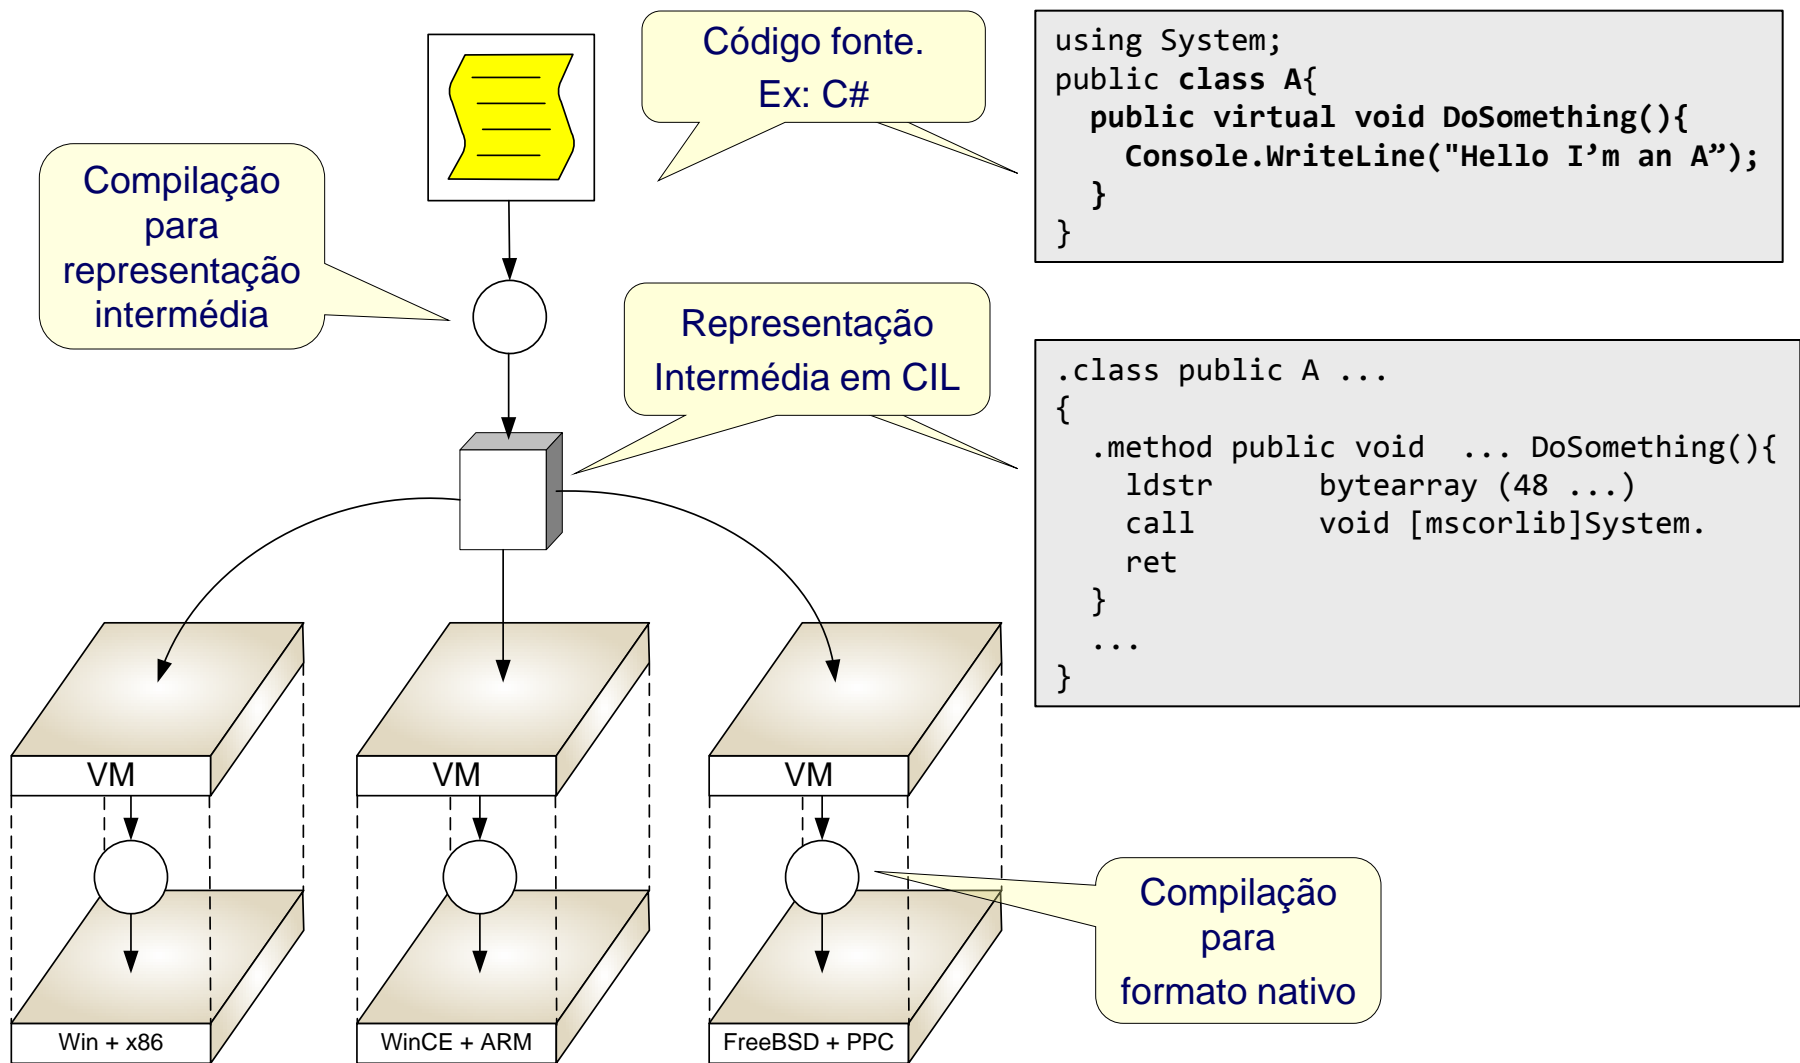 Código fonte.
Ex: C#
using System;
public class A{
public virtual void DoSomething(){
Console.WriteLine("Hello I’m an A”);
}
}
Compilação
para
representação
intermédia
Representação
Intermédia em CIL
.class public A ...
{
.method public void ... DoSomething(){
ldstr bytearray (48 ...)
call void [mscorlib]System.
ret
}
...
}
VM
VM
VM
Compilação
para
formato nativo
Win + x86
WinCE + ARM
FreeBSD + PPC